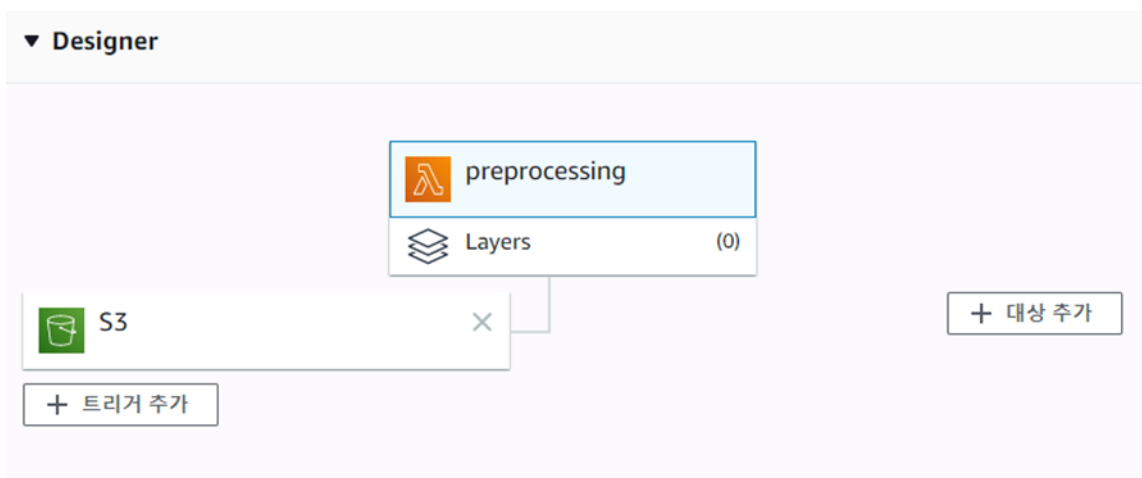 Designer
preprocessing
Layers (0)
S3
+ 대상 추가
+ 트리거 추가